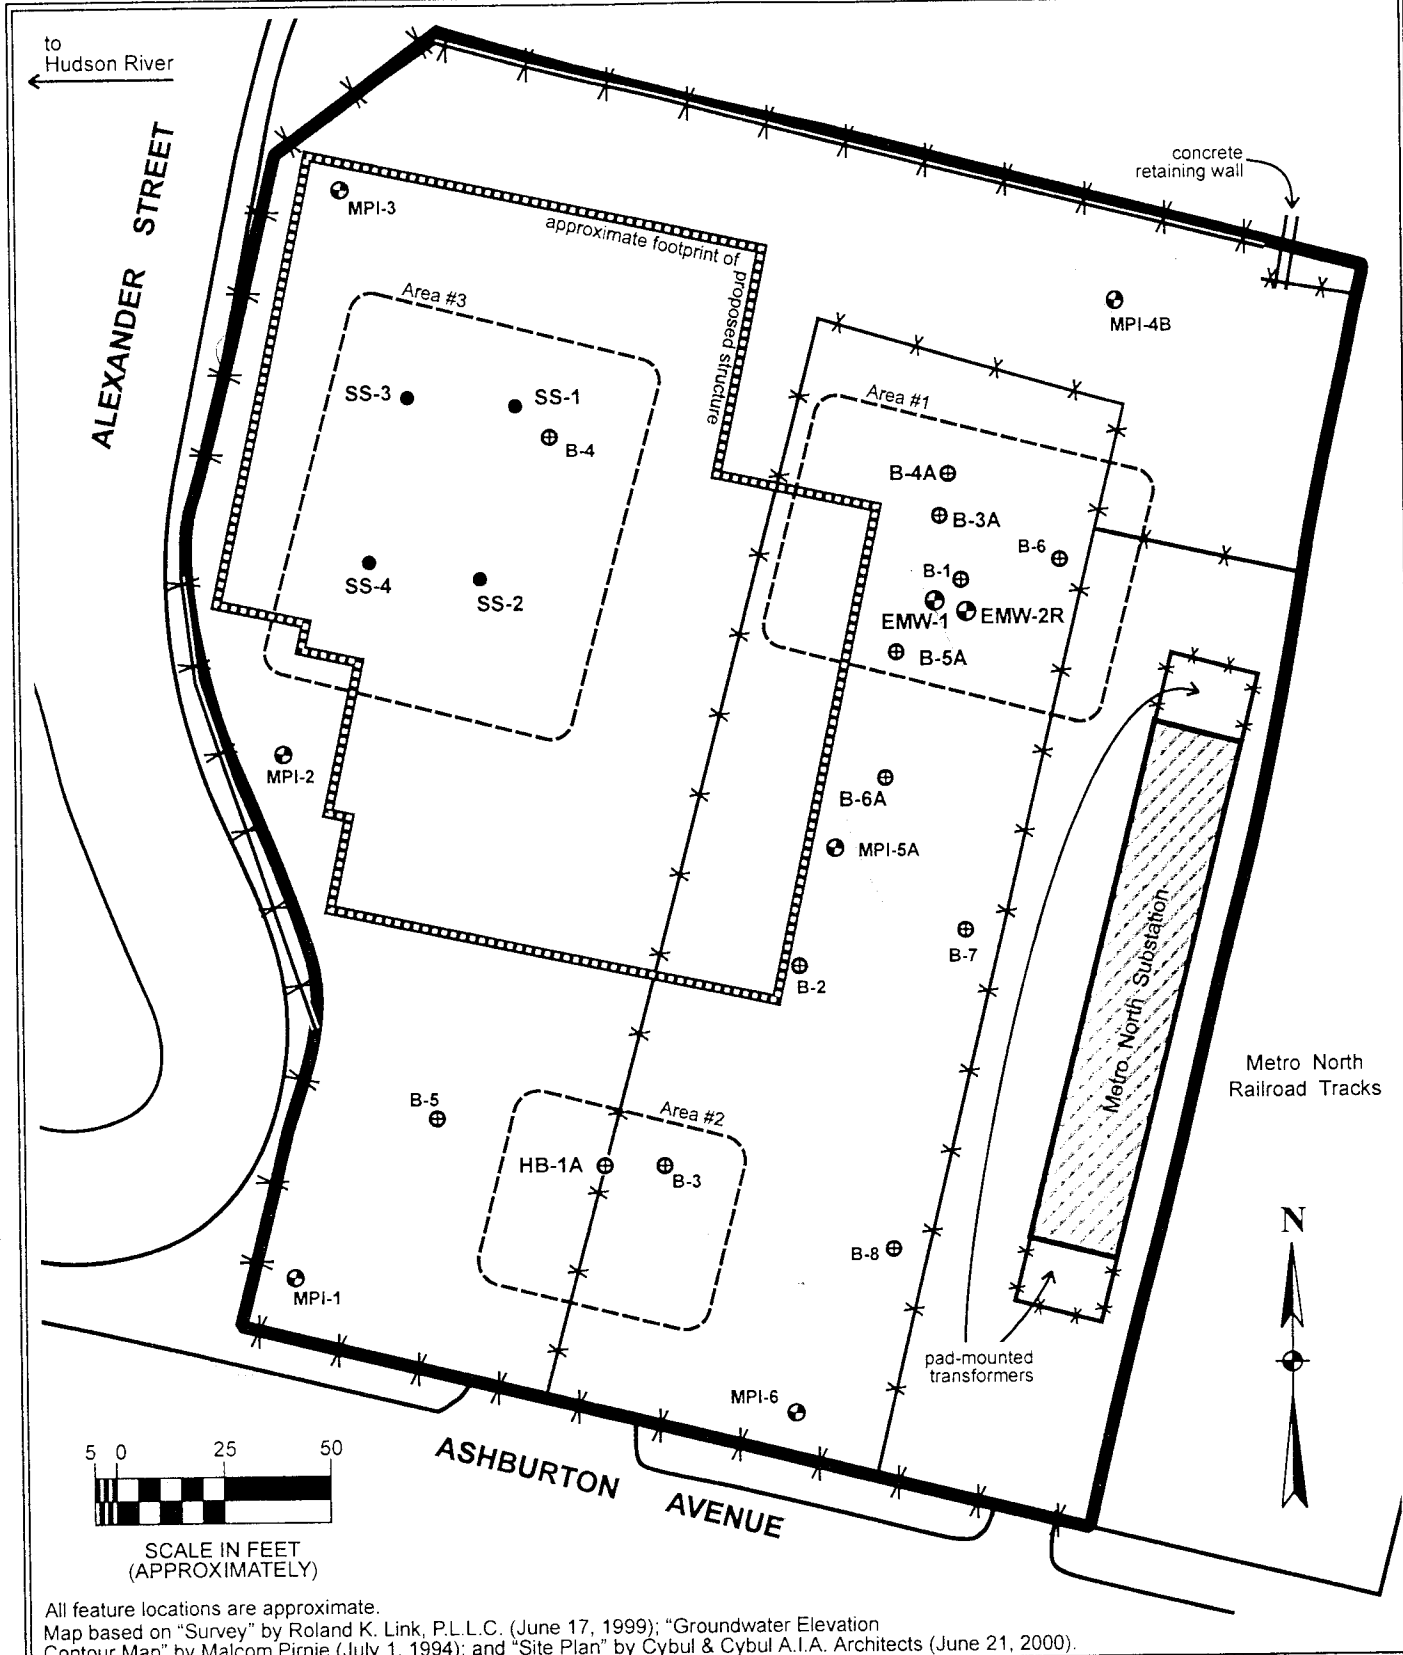 to
Hudson River
ALEXANDER STREET
concrete
retaining wall
MPI-3
approximate footprint of
proposed structure
MPI-4B
Area #3
Area #1
SS-3
SS-1
B-4
B-4A
B-3A
B-6
B-1
SS-4
SS-2
EMW-1
EMW-2R
B-5A
MPI-2
B-6A
MPI-5A
B-7
B-2
Metro North Substation
Metro North
Railroad Tracks
B-5
Area #2
HB-1A
B-3
B-8
N
MPI-1
pad-mounted
transformers
MPI-6
ASHBURTON AVENUE
5 0 25 50
SCALE IN FEET
(APPROXIMATELY)
All feature locations are approximate.
Map based on “Survey” by Roland K. Link, P.L.L.C. (June 17, 1999); “Groundwater Elevation
Contour Map” by Malcom Pirnie (July 1, 1994); and “Site Plan” by Cybul & Cybul A.I.A. Architects (June 21, 2000).